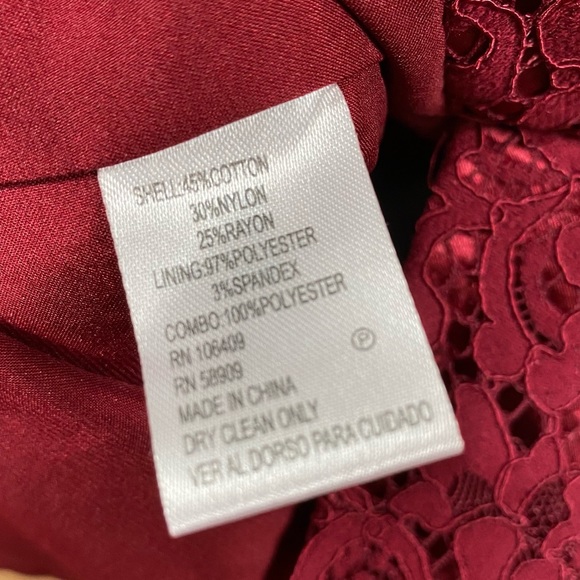 SHELL:45%COTTON
30%NYLON
25%RAYON
LINING:97%POLYESTER
3%SPANDEX
COMBO:100%POLYESTER
RN 106409
P
RN 58909
MADE IN CHINA
DRY CLEAN ONLY
VER AL DORSO PARA CUIDADO